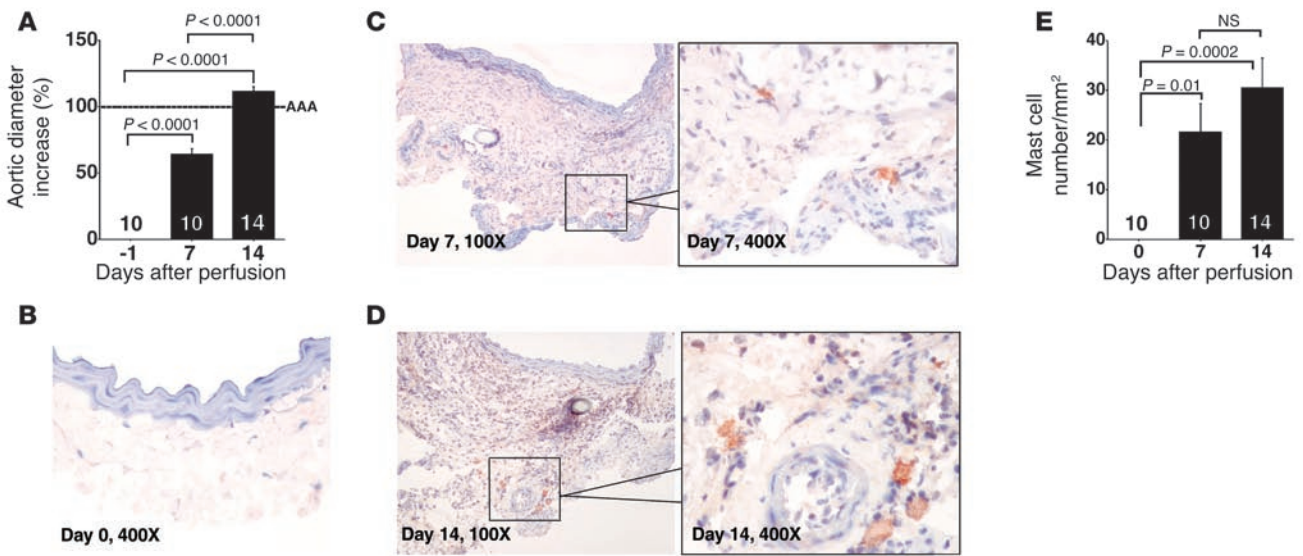 A
P < 0.0001
P < 0.0001
P < 0.0001
150
100
50
0
AAA
Aortic diameter
increase (%)
10
10
14
-1
7
14
Days after perfusion
B
Day 0, 400X
C
Day 7, 100X
Day 7, 400X
D
Day 14, 100X
Day 14, 400X
E
NS
P = 0.0002
P = 0.01
40
30
20
10
0
Mast cell
number/mm²
10
10
14
0
7
14
Days after perfusion